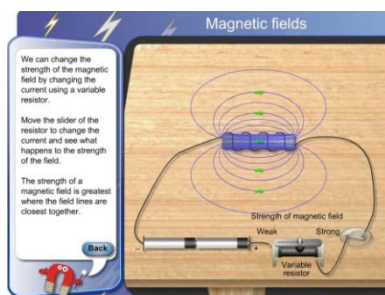 Magnetic fields
We can change the
strength of the magnetic
field by changing the
current using a variable
resistor.
Move the slider of the
resistor to change the
current and see what
happens to the strength
of the field.
The strength of a
magnetic field is greatest
where the field lines are
closest together.
Back
Strength of magnetic field
Weak Strong
- +
Variable
resistor